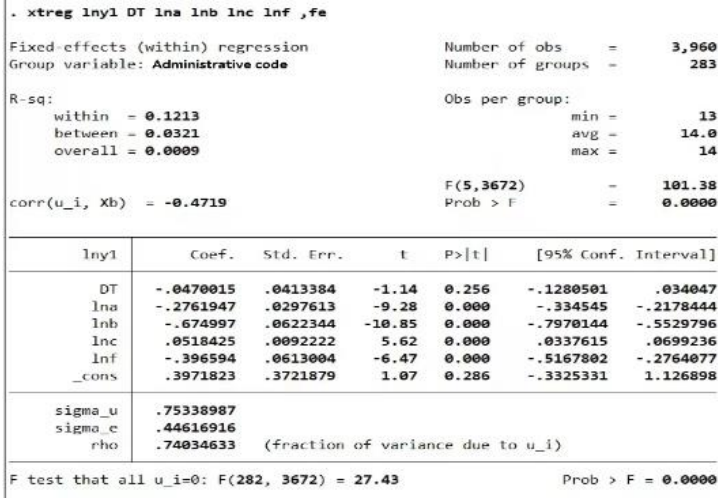 . xtreg lny1 DT lna lnb lnc lnf ,fe
Fixed-effects (within) regression Number of obs = 3,960
Group variable: Administrative code Number of groups = 283
R-sq: Obs per group:
within = 0.1213 min = 13
between = 0.0321 avg = 14.0
overall = 0.0009 max = 14
F(5,3672) = 101.38
corr(u_i, Xb) = -0.4719 Prob > F = 0.0000
lny1 Coef. Std. Err. t P>|t| [95% Conf. Interval]
DT -.0470015 .0413384 -1.14 0.256 -.1280501 .034047
lna -.2761947 .0297613 -9.28 0.000 -.334545 -.2178444
lnb -.674997 .0622344 -10.85 0.000 -.7970144 -.5529796
lnc .0518425 .0092222 5.62 0.000 .0337615 .0699236
lnf -.396594 .0613004 -6.47 0.000 -.5167802 -.2764077
_cons .3971823 .3721879 1.07 0.286 -.3325331 1.126898
sigma_u .75338987
sigma_e .44616916
rho .74034633 (fraction of variance due to u_i)
F test that all u_i=0: F(282, 3672) = 27.43 Prob > F = 0.0000